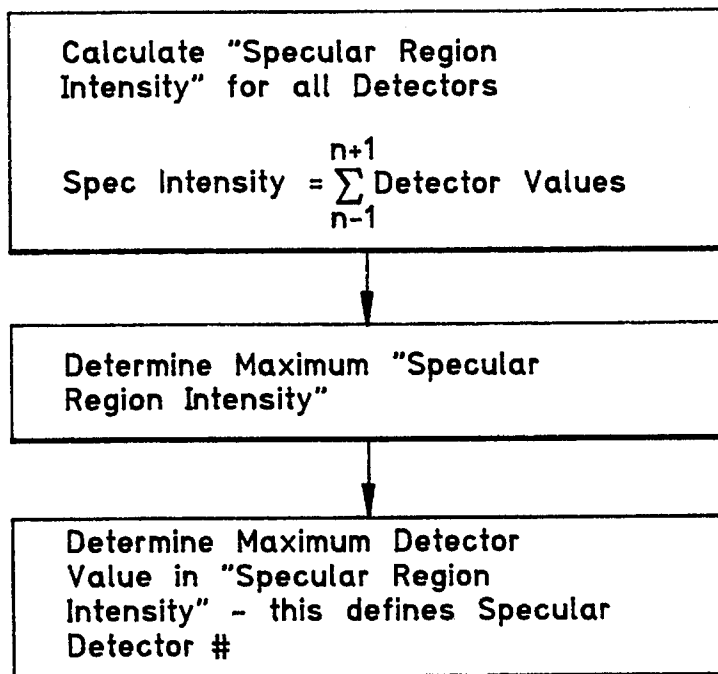 Calculate "Specular Region
Intensity" for all Detectors
n+1
Spec Intensity = ∑ Detector Values
n-1
Determine Maximum "Specular
Region Intensity"
Determine Maximum Detector
Value in "Specular Region
Intensity" - this defines Specular
Detector #